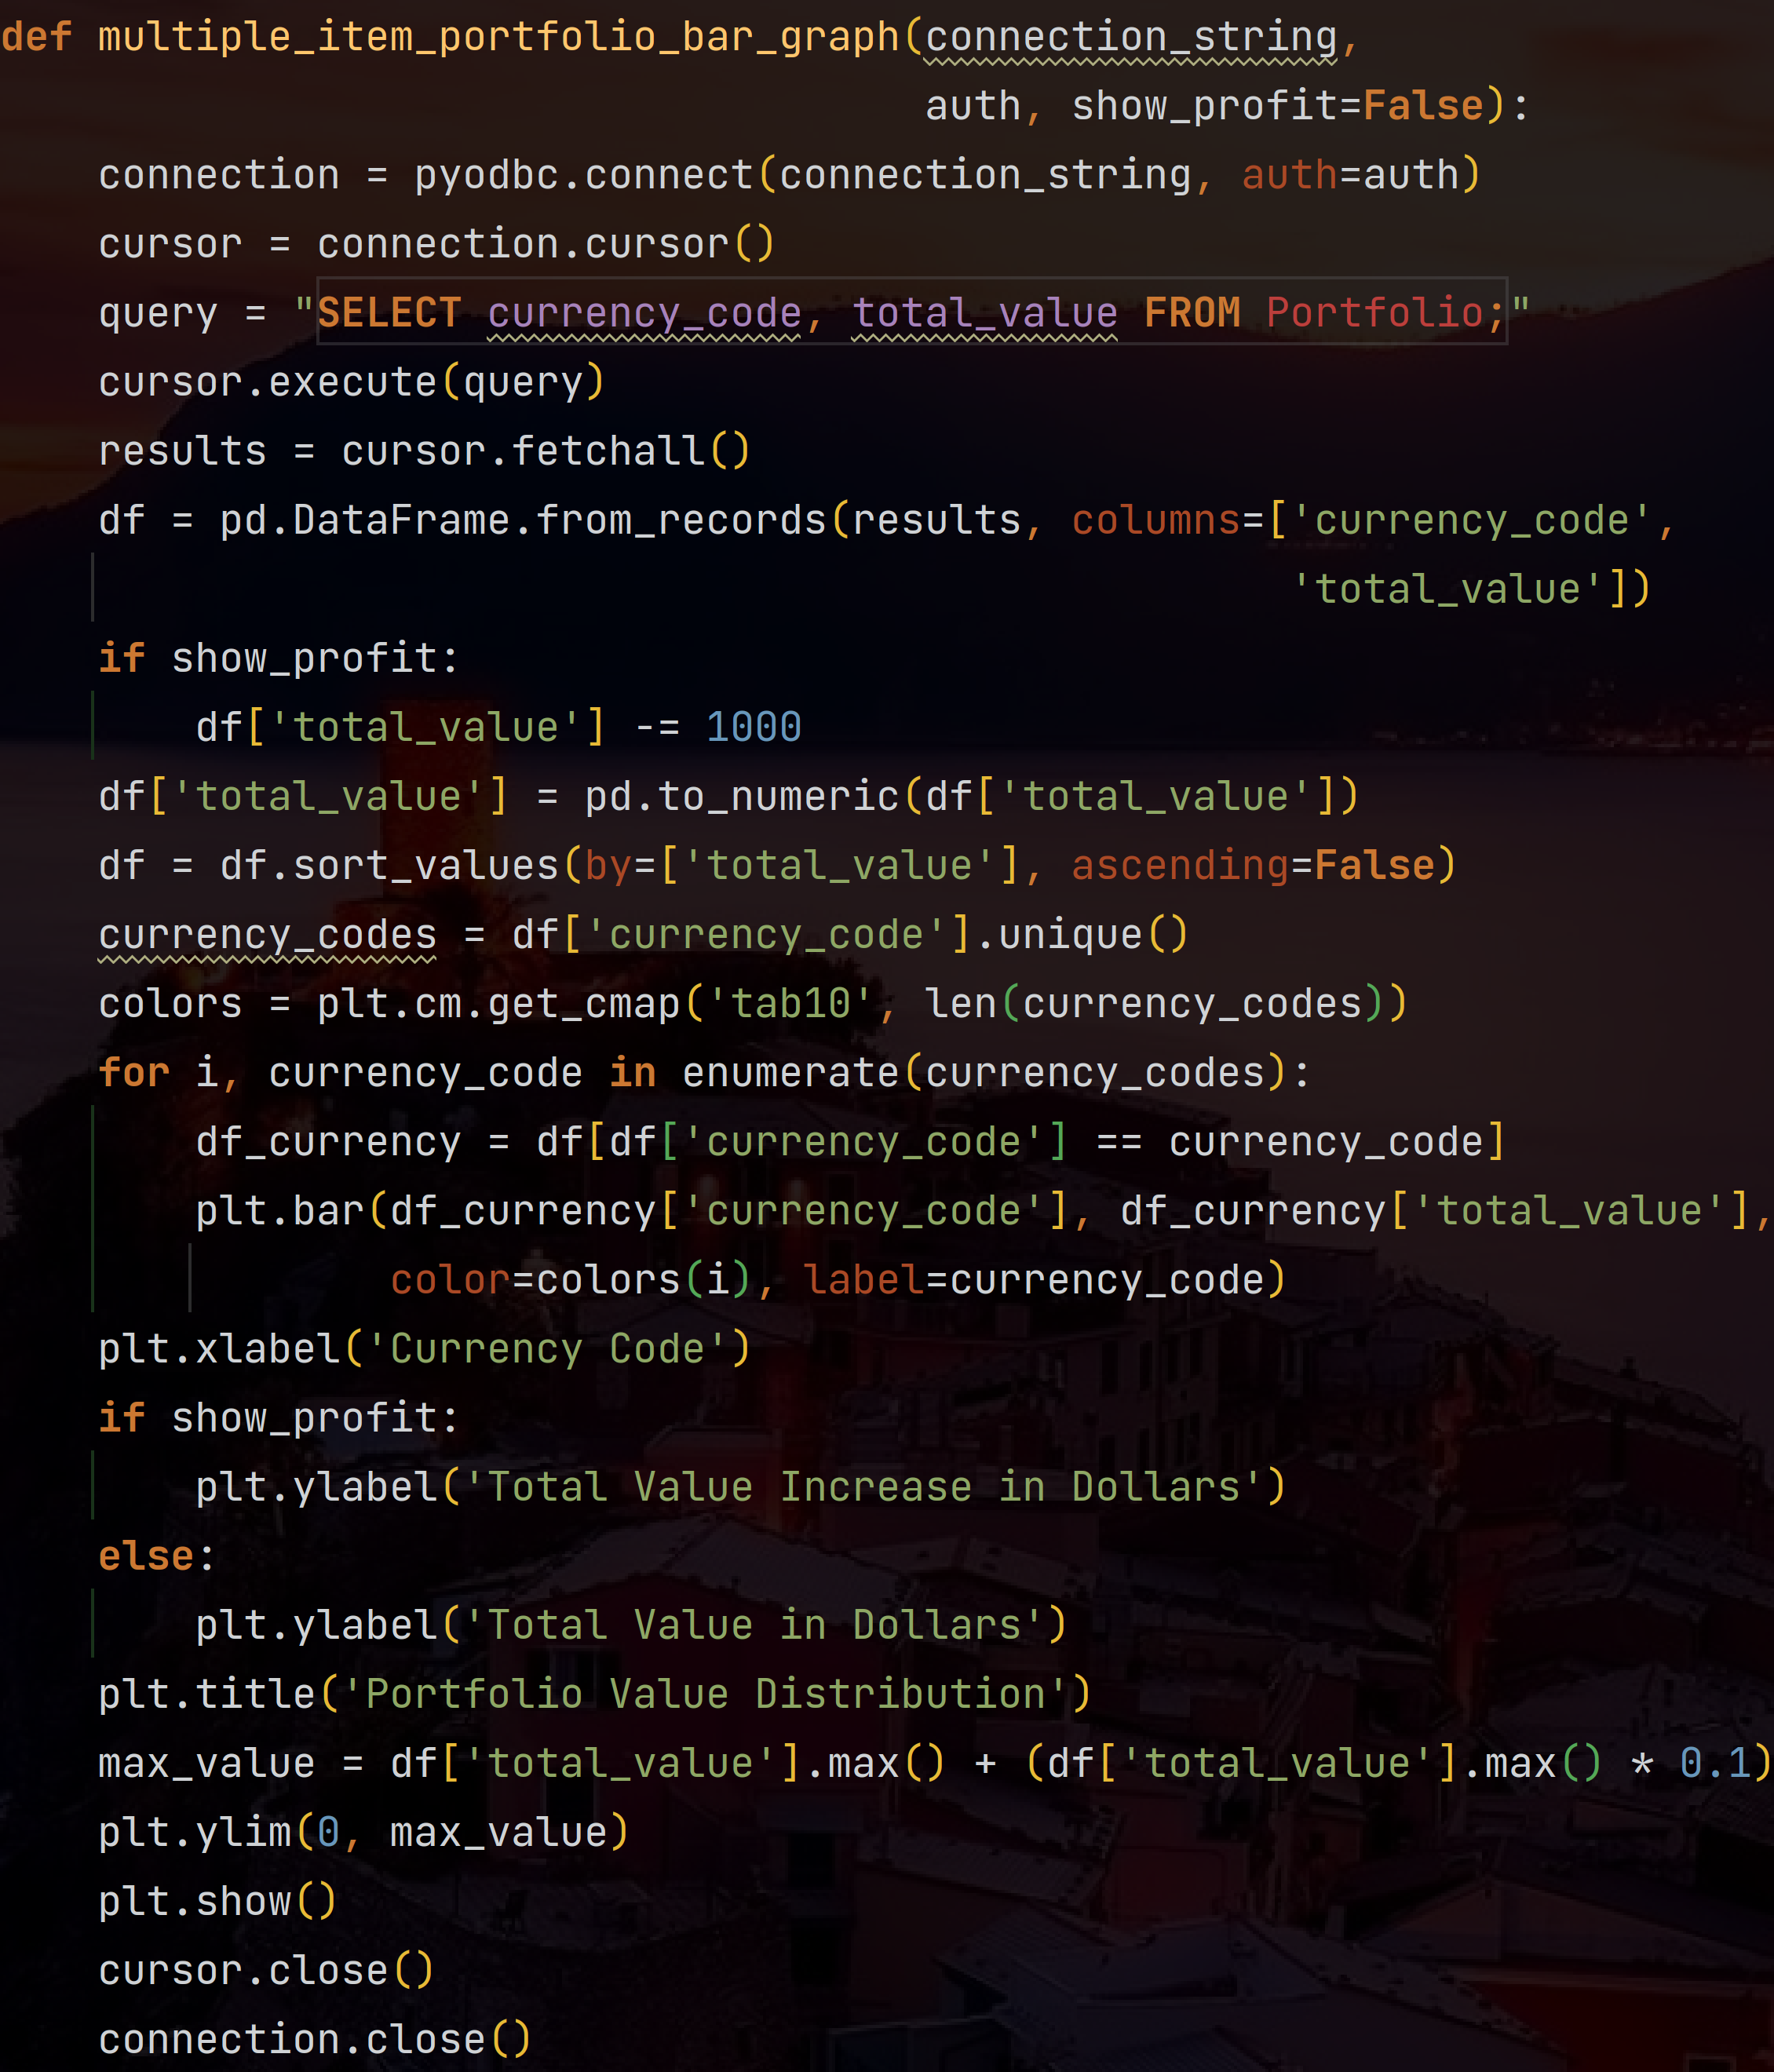 def multiple_item_portfolio_bar_graph(connection_string,
                                      auth, show_profit=False):
    connection = pyodbc.connect(connection_string, auth=auth)
    cursor = connection.cursor()
    query = "SELECT currency_code, total_value FROM Portfolio;"
    cursor.execute(query)
    results = cursor.fetchall()
    df = pd.DataFrame.from_records(results, columns=['currency_code',
                                                     'total_value'])
    if show_profit:
        df['total_value'] -= 1000
    df['total_value'] = pd.to_numeric(df['total_value'])
    df = df.sort_values(by=['total_value'], ascending=False)
    currency_codes = df['currency_code'].unique()
    colors = plt.cm.get_cmap('tab10', len(currency_codes))
    for i, currency_code in enumerate(currency_codes):
        df_currency = df[df['currency_code'] == currency_code]
        plt.bar(df_currency['currency_code'], df_currency['total_value'],
                color=colors(i), label=currency_code)
    plt.xlabel('Currency Code')
    if show_profit:
        plt.ylabel('Total Value Increase in Dollars')
    else:
        plt.ylabel('Total Value in Dollars')
    plt.title('Portfolio Value Distribution')
    max_value = df['total_value'].max() + (df['total_value'].max() * 0.1)
    plt.ylim(0, max_value)
    plt.show()
    cursor.close()
    connection.close()